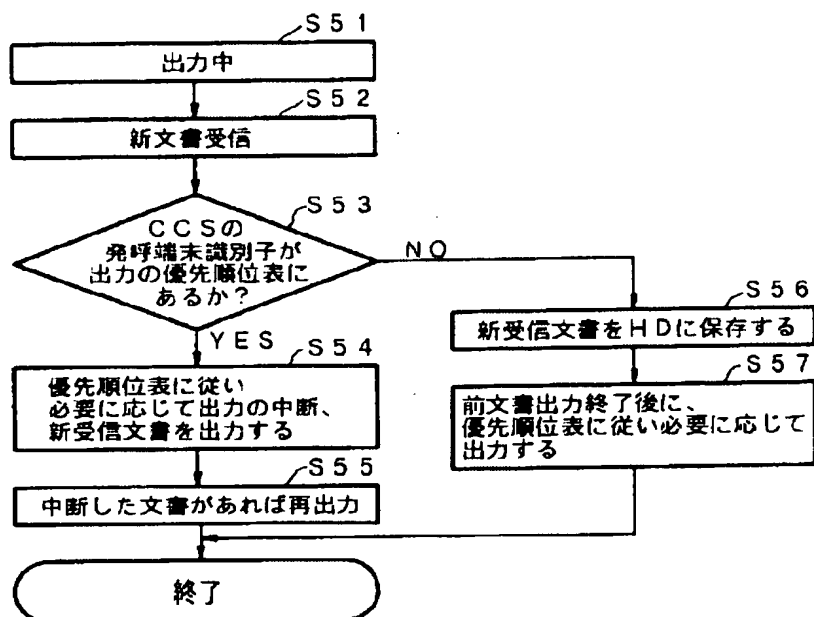 S51
出力中
S52
新文書受信
S53
CCSの
発呼端末識別子が
出力の優先順位表に
あるか?
NO
YES
S54
優先順位表に従い
必要に応じて出力の中断、
新受信文書を出力する
S55
中断した文書があれば再出力
S56
新受信文書をHDに保存する
S57
前文書出力終了後に、
優先順位表に従い必要に応じて
出力する
終了